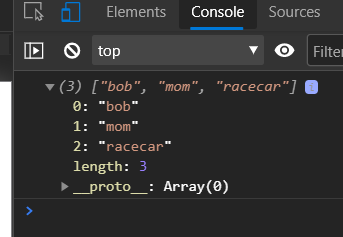 Elements Console Sources
top Filter
(3) ["bob", "mom", "racecar"] i
0: "bob"
1: "mom"
2: "racecar"
length: 3
__proto__: Array(0)